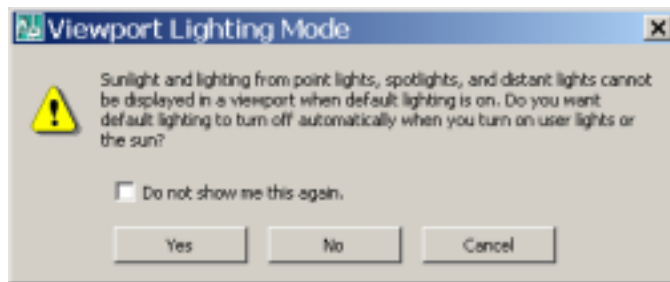 Viewport Lighting Mode
Sunlight and lighting from point lights, spotlights, and distant lights cannot
be displayed in a viewport when default lighting is on. Do you want
default lighting to turn off automatically when you turn on user lights or
the sun?
Do not show me this again.
Yes No Cancel